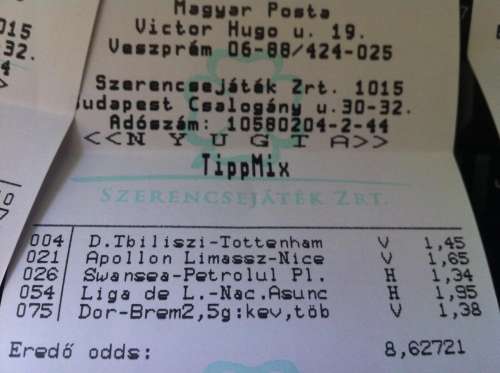 Magyar Posta
Victor Hugo u. 19.
Veszprém 06-88/424-025
Szerencsejáték Zrt. 1015
Budapest Csalogány u.30-32.
Adószám: 10580204-2-44
<<N Y U G T A>>
TippMix
SZERENCSEJÁTÉK ZRT.
004 D.Tbiliszi-Tottenham V 1,45
021 Apollon Limassz-Nice V 1,65
026 Swansea-Petrolul Pl. H 1,34
054 Liga de L.-Nac.Asunc H 1,95
075 Dor-Brem2,5g:kev,töb V 1,38
Eredő odds: 8,62721